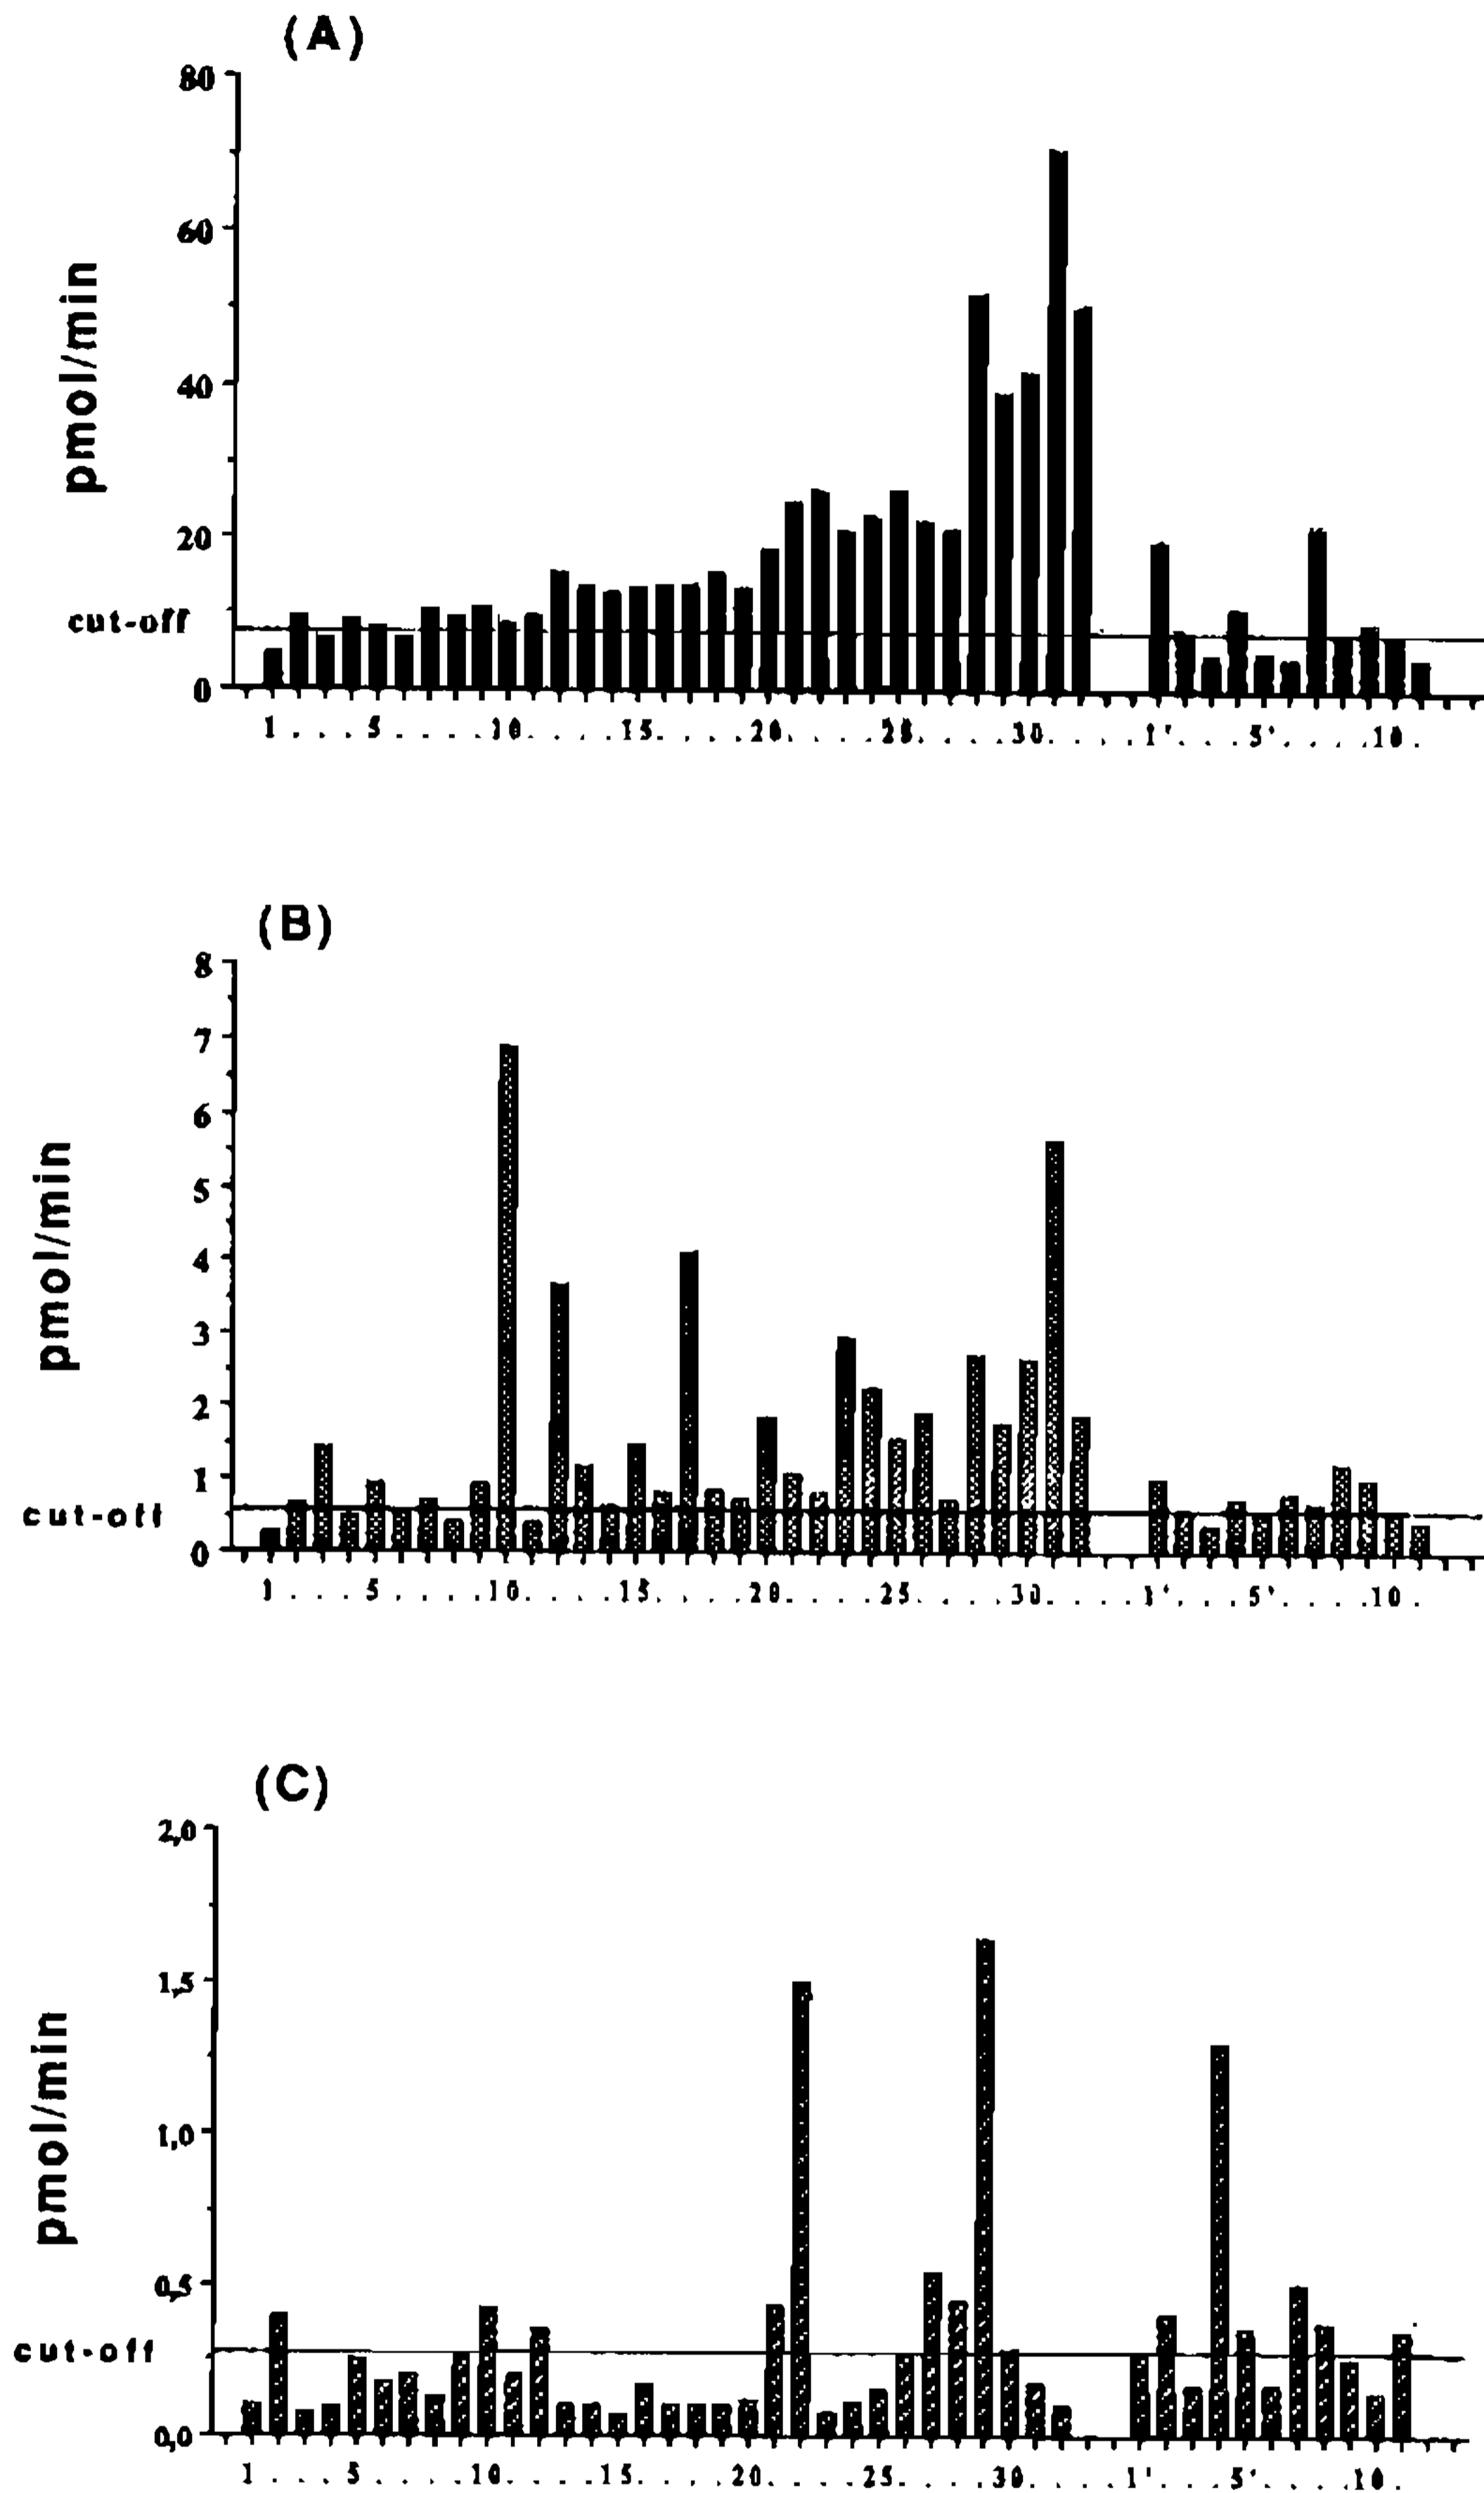 (A)
80
60
40
20
cut-off
0
pmol/min
1 . . . 5 . . . . 10 . . . . 15 . . . . 20 . . . . 25 . . . . 30 . . . . 1' . . . 5' . . . . 10 .
(B)
8
7
6
5
4
3
2
1
cut-off
0
pmol/min
1 . . . 5 . . . . 10 . . . . 15 . . . . 20 . . . . 25 . . . . 30 . . . . 1' . . . 5' . . . . 10 .
(C)
2,0
1,5
1,0
0,5
cut-off
0,0
pmol/min
1 . . . 5 . . . . 10 . . . . 15 . . . . 20 . . . . 25 . . . . 30 . . . . 1' . . . 5' . . . . 10 .